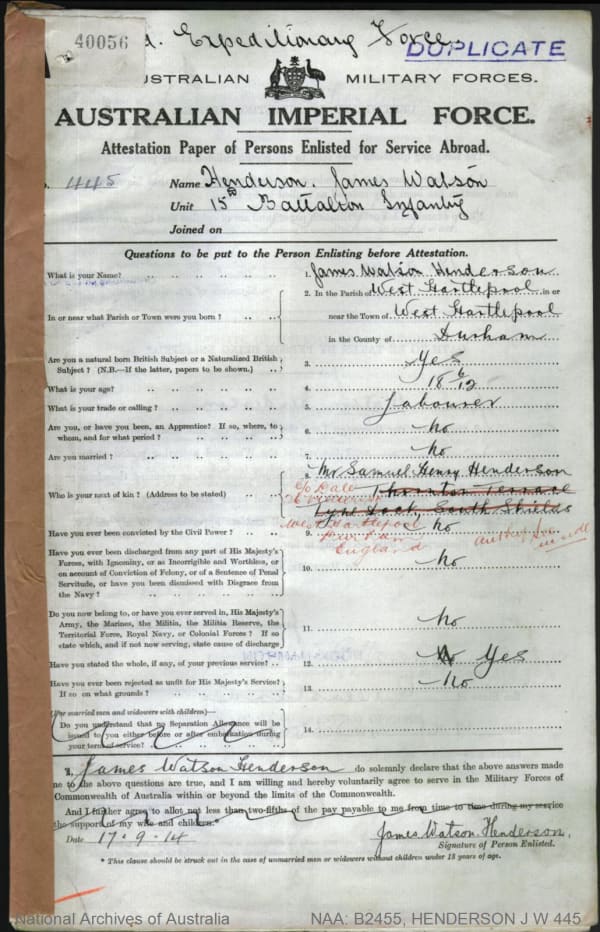 40056
d. Expeditionary Force.
DUPLICATE
USTRALIAN MILITARY FORCES.
AUSTRALIAN IMPERIAL FORCE.
Attestation Paper of Persons Enlisted for Service Abroad.
445 Name Henderson. James Watson
Unit 15th Battalion Infantry
Joined on
Questions to be put to the Person Enlisting before Attestation.
What is your Name? 1. James Watson Henderson
In or near what Parish or Town were you born? 2. In the Parish of West Hartlepool in or
near the Town of West Hartlepool
in the County of Durham
Are you a natural born British Subject or a Naturalized British
Subject? (N.B.—If the latter, papers to be shown.) 3. Yes
What is your age? 4. 18 6/12
What is your trade or calling? 5. Labourer
Are you, or have you been, an Apprentice? If so, where, to
whom, and for what period? 6. No
Are you married? 7. No
Who is your next of kin? (Address to be stated) 8. Mr Samuel Henry Henderson
Thornton Terrace
Tyne Dock, South Shields
c/o Dale
West Hartlepool
Durham
England
Have you ever been convicted by the Civil Power? 9. No
Have you ever been discharged from any part of His Majesty's
Forces, with Ignominy, or as Incorrigible and Worthless, or
on account of Conviction of Felony, or of a Sentence of Penal
Servitude, or have you been dismissed with Disgrace from
the Navy? 10. No
Do you now belong to, or have you ever served in, His Majesty's
Army, the Marines, the Militia, the Militia Reserve, the
Territorial Force, Royal Navy, or Colonial Forces? If so
state which, and if not now serving, state cause of discharge 11. No
Have you stated the whole, if any, of your previous service? 12. No Yes
Have you ever been rejected as unfit for His Majesty's Service?
If so on what grounds? 13. No
(For married men and widowers with children)—
Do you understand that no Separation Allowance will be
issued to you either before or after embarkation during
your term of service? 14.
I, James Watson Henderson do solemnly declare that the above answers made
me to the above questions are true, and I am willing and hereby voluntarily agree to serve in the Military Forces of
Commonwealth of Australia within or beyond the limits of the Commonwealth.
And I further agree to allot not less than two-fifths of the pay payable to me from time to time during my service
the support of my wife and children.
Date 17.9.14 James Watson Henderson,
Signature of Person Enlisted.
* This clause should be struck out in the case of unmarried men or widowers without children under 18 years of age.
National Archives of Australia NAA: B2455, HENDERSON J W 445